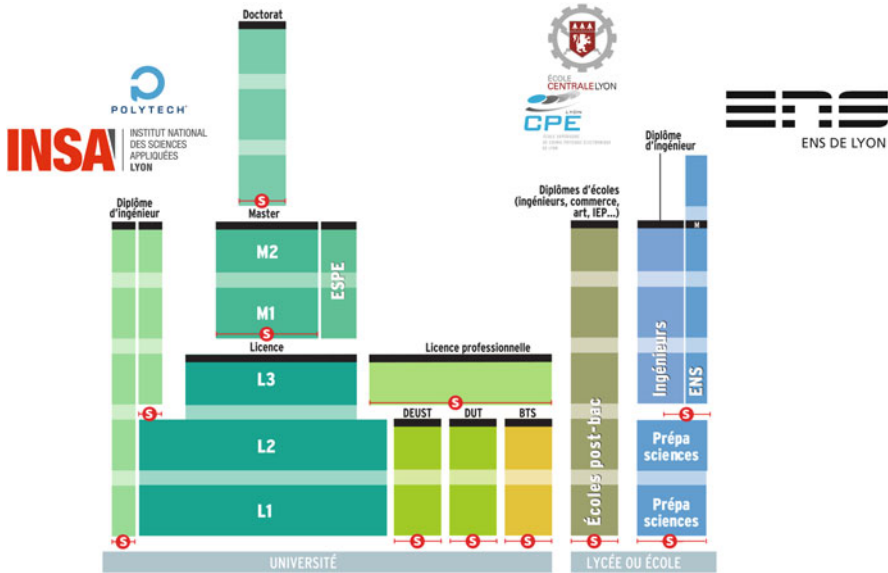 Doctorat
POLYTECH
INSA
INSTITUT NATIONAL
DES SCIENCES
APPLIQUÉES
LYON
ÉCOLE
CENTRALELYON
LYON
CPE
ENS DE LYON
Diplôme
d'ingénieur
Diplômes d'écoles
(ingénieurs, commerce,
art, IEP...)
S
Diplôme
d'ingénieur
Master
M
M2
ESPE
M1
S
Licence
Licence professionnelle
L3
S
S
Ingénieurs
ENS
S
DEUST
DUT
BTS
L2
L1
Écoles post-bac
Prépa
sciences
Prépa
sciences
S
S
S
S
S
S
UNIVERSITÉ
LYCÉE OU ÉCOLE